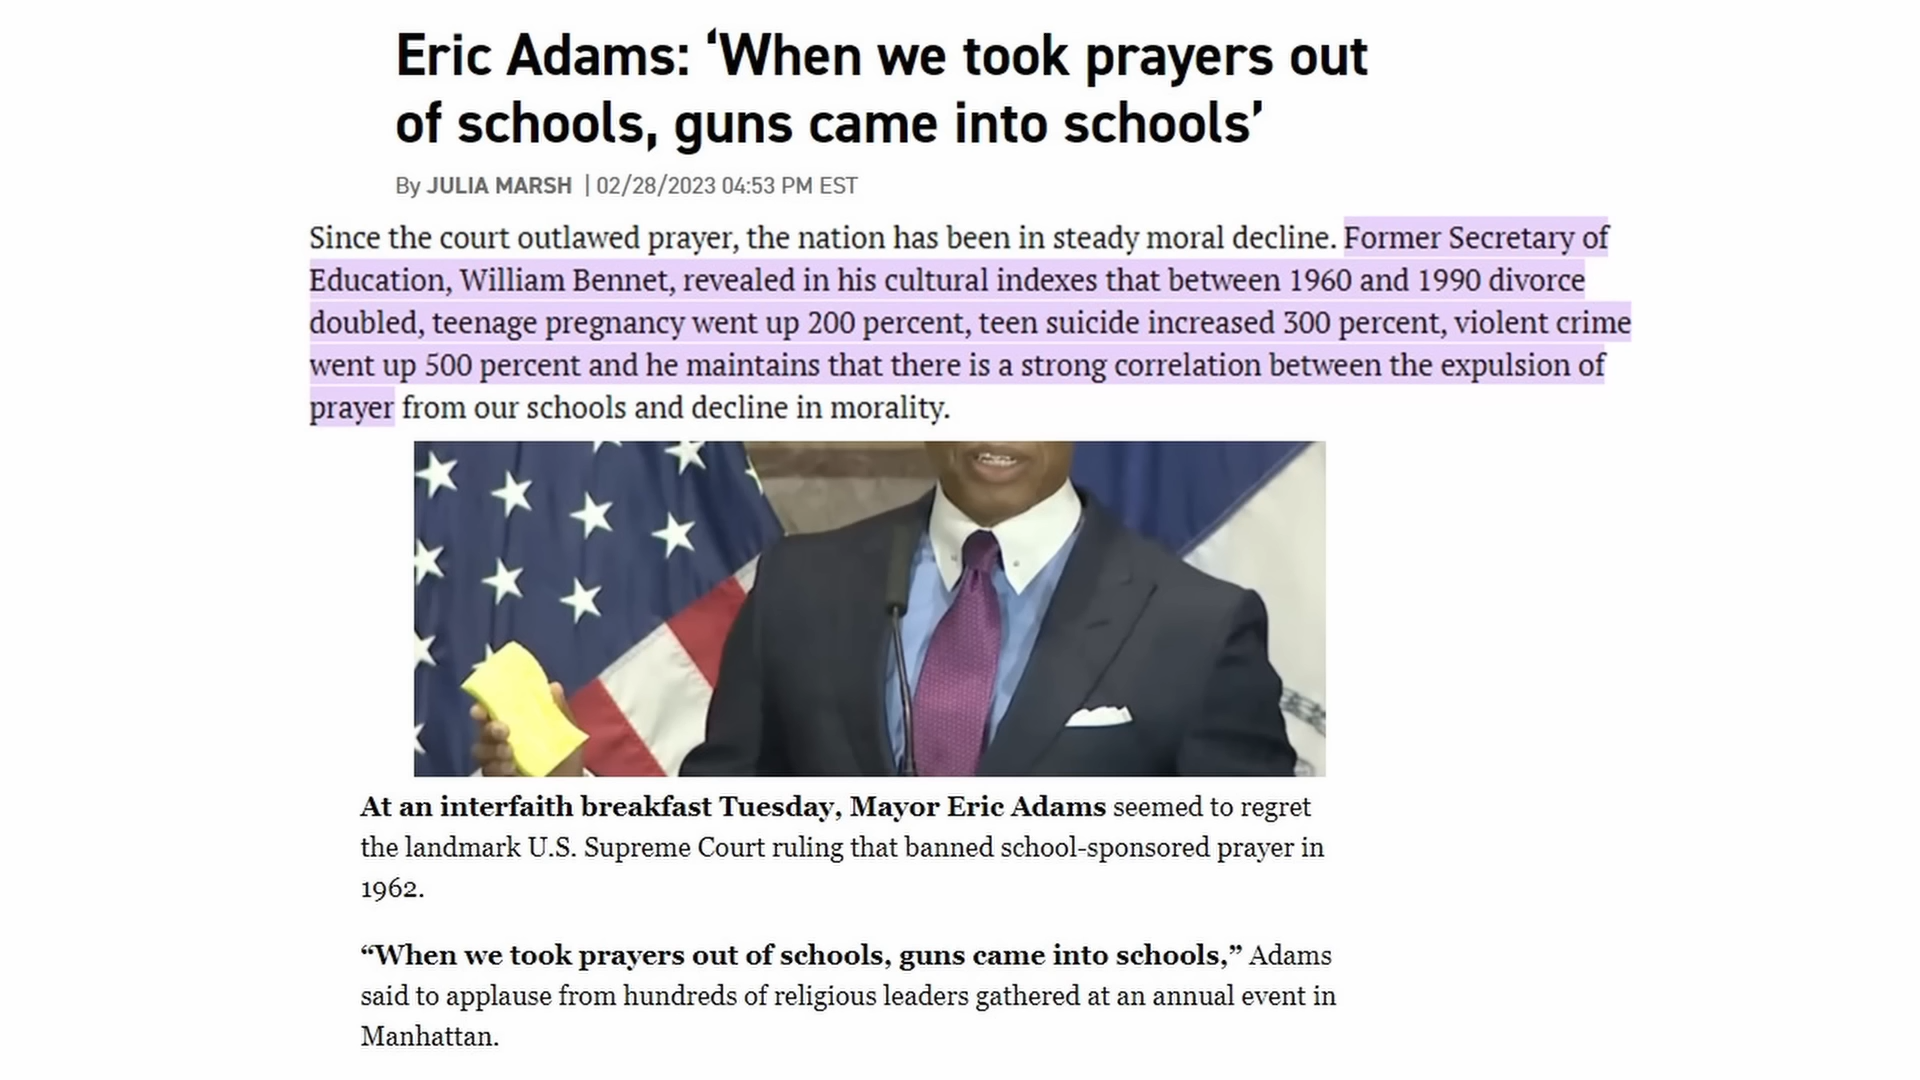 Eric Adams: ‘When we took prayers out
of schools, guns came into schools’
By JULIA MARSH | 02/28/2023 04:53 PM EST
Since the court outlawed prayer, the nation has been in steady moral decline. Former Secretary of
Education, William Bennet, revealed in his cultural indexes that between 1960 and 1990 divorce
doubled, teenage pregnancy went up 200 percent, teen suicide increased 300 percent, violent crime
went up 500 percent and he maintains that there is a strong correlation between the expulsion of
prayer from our schools and decline in morality.
At an interfaith breakfast Tuesday, Mayor Eric Adams seemed to regret
the landmark U.S. Supreme Court ruling that banned school-sponsored prayer in
1962.
“When we took prayers out of schools, guns came into schools,” Adams
said to applause from hundreds of religious leaders gathered at an annual event in
Manhattan.